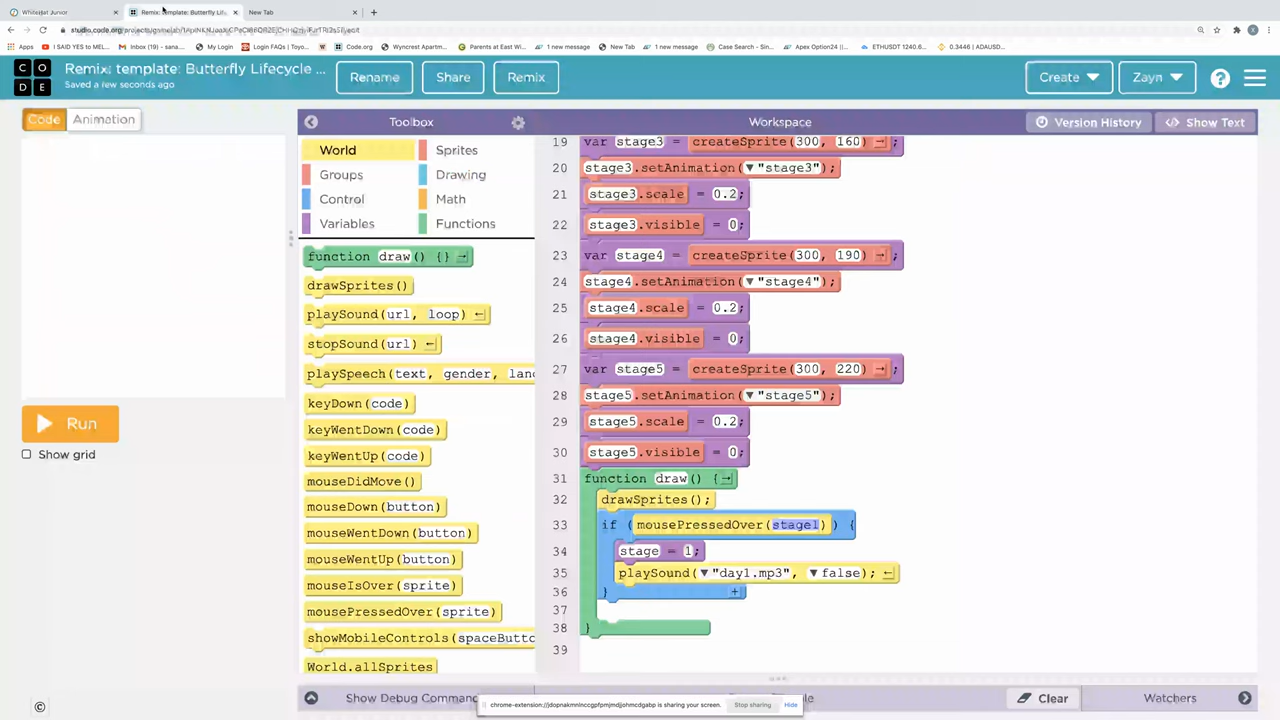 WhiteHat Junior
Remix: Template: Butterfly Lif...
New Tab
Apps
I SAID YES to MEL...
Inbox (19) - sana....
My Login
Login FAQs | Toyo...
Remix
Code.org
Wyncrest Apartm...
Parents at East Wi...
1 new message
New Tab
1 new message
Case Search - Sin...
Apex Option24 | (...
ETHUSDT 1240.6...
0.3446 | ADAUSD...
C O
D E
Remix template: Butterfly Lifecycle ...
Saved a few seconds ago
Rename
Share
Remix
Create
Zayn
?
Code
Animation
Toolbox
Workspace
Version History
Show Text
World
Sprites
Groups
Drawing
Control
Math
Variables
Functions
function draw() {}
drawSprites()
playSound(url, loop)
stopSound(url)
playSpeech(text, gender, lang
keyDown(code)
keyWentDown(code)
keyWentUp(code)
mouseDidMove()
mouseDown(button)
mouseWentDown(button)
mouseWentUp(button)
mouseIsOver(sprite)
mousePressedOver(sprite)
showMobileControls(spaceButto
World.allSprites
19 var stage3 = createSprite(300, 160);
20 stage3.setAnimation("stage3");
21 stage3.scale = 0.2;
22 stage3.visible = 0;
23 var stage4 = createSprite(300, 190);
24 stage4.setAnimation("stage4");
25 stage4.scale = 0.2;
26 stage4.visible = 0;
27 var stage5 = createSprite(300, 220);
28 stage5.setAnimation("stage5");
29 stage5.scale = 0.2;
30 stage5.visible = 0;
31 function draw() {
32 drawSprites();
33 if (mousePressedOver(stage1)) {
34 stage = 1;
35 playSound("day1.mp3", false);
36 }
37
38 }
39
Run
Show grid
Show Debug Comman
Clear
Watchers
chrome-extension://jdopnakmninccgpfpmjmdjjohmcdgabp is sharing your screen.
Stop sharing
Hide